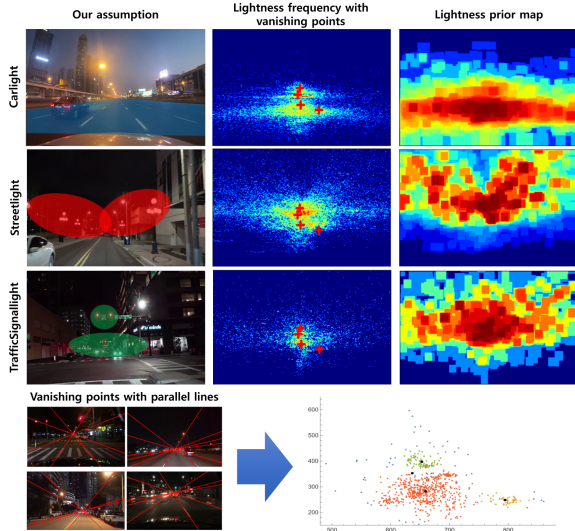 Our assumption
Lightness frequency with
vanishing points
Lightness prior map
Carlight
Streetlight
TrafficSignallight
Vanishing points with parallel lines
600
500
400
300
200
500
600
700
800